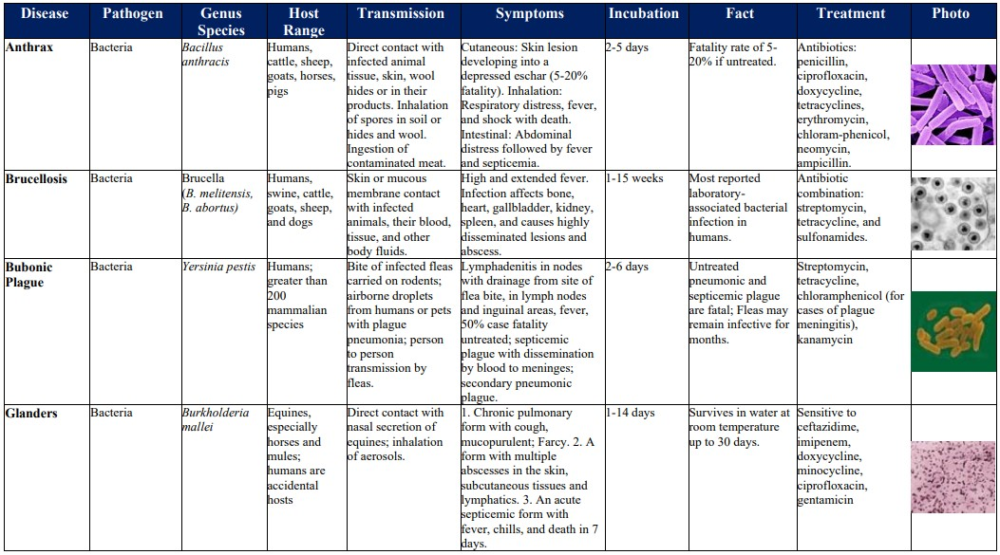 Disease
Pathogen
Genus
Species
Host
Range
Transmission
Symptoms
Incubation
Fact
Treatment
Photo
Anthrax
Bacteria
Bacillus
anthracis
Humans,
cattle, sheep,
goats, horses,
pigs
Direct contact with
infected animal
tissue, skin, wool
hides or in their
products. Inhalation
of spores in soil or
hides and wool.
Ingestion of
contaminated meat.
Cutaneous: Skin lesion
developing into a
depressed eschar (5-20%
fatality). Inhalation:
Respiratory distress, fever,
and shock with death.
Intestinal: Abdominal
distress followed by fever
and septicemia.
2-5 days
Fatality rate of 5-
20% if untreated.
Antibiotics:
penicillin,
ciprofloxacin,
doxycycline,
tetracyclines,
erythromycin,
chloram-phenicol,
neomycin,
ampicillin.
Brucellosis
Bacteria
Brucella
(B. melitensis,
B. abortus)
Humans,
swine, cattle,
goats, sheep,
and dogs
Skin or mucous
membrane contact
with infected
animals, their blood,
tissue, and other
body fluids.
High and extended fever.
Infection affects bone,
heart, gallbladder, kidney,
spleen, and causes highly
disseminated lesions and
abscess.
1-15 weeks
Most reported
laboratory-
associated bacterial
infection in
humans.
Antibiotic
combination:
streptomycin,
tetracycline, and
sulfonamides.
Bubonic
Plague
Bacteria
Yersinia pestis
Humans;
greater than
200
mammalian
species
Bite of infected fleas
carried on rodents;
airborne droplets
from humans or pets
with plague
pneumonia; person
to person
transmission by
fleas.
Lymphadenitis in nodes
with drainage from site of
flea bite, in lymph nodes
and inguinal areas, fever,
50% case fatality
untreated; septicemic
plague with dissemination
by blood to meninges;
secondary pneumonic
plague.
2-6 days
Untreated
pneumonic and
septicemic plague
are fatal; Fleas may
remain infective for
months.
Streptomycin,
tetracycline,
chloramphenicol (for
cases of plague
meningitis),
kanamycin
Glanders
Bacteria
Burkholderia
mallei
Equines,
especially
horses and
mules;
humans are
accidental
hosts
Direct contact with
nasal secretion of
equines; inhalation
of aerosols.
1. Chronic pulmonary
form with cough,
mucopurulent; Farcy. 2. A
form with multiple
abscesses in the skin,
subcutaneous tissues and
lymphatics. 3. An acute
septicemic form with
fever, chills, and death in 7
days.
1-14 days
Survives in water at
room temperature
up to 30 days.
Sensitive to
ceftazidime,
imipenem,
doxycycline,
minocycline,
ciprofloxacin,
gentamicin